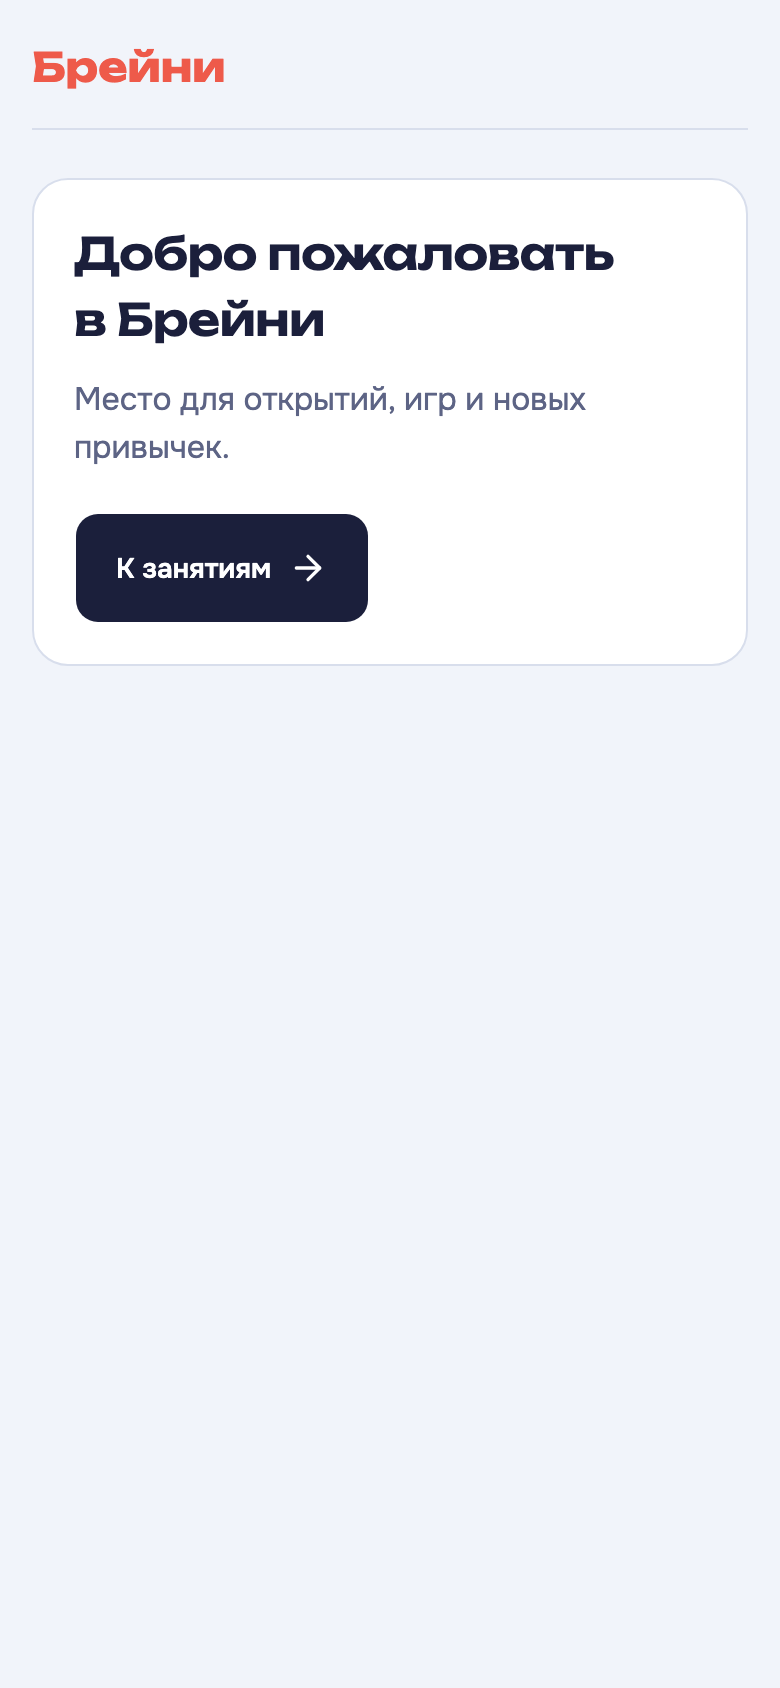 Брейни
Добро пожаловать
в Брейни
Место для открытий, игр и новых
привычек.
К занятиям